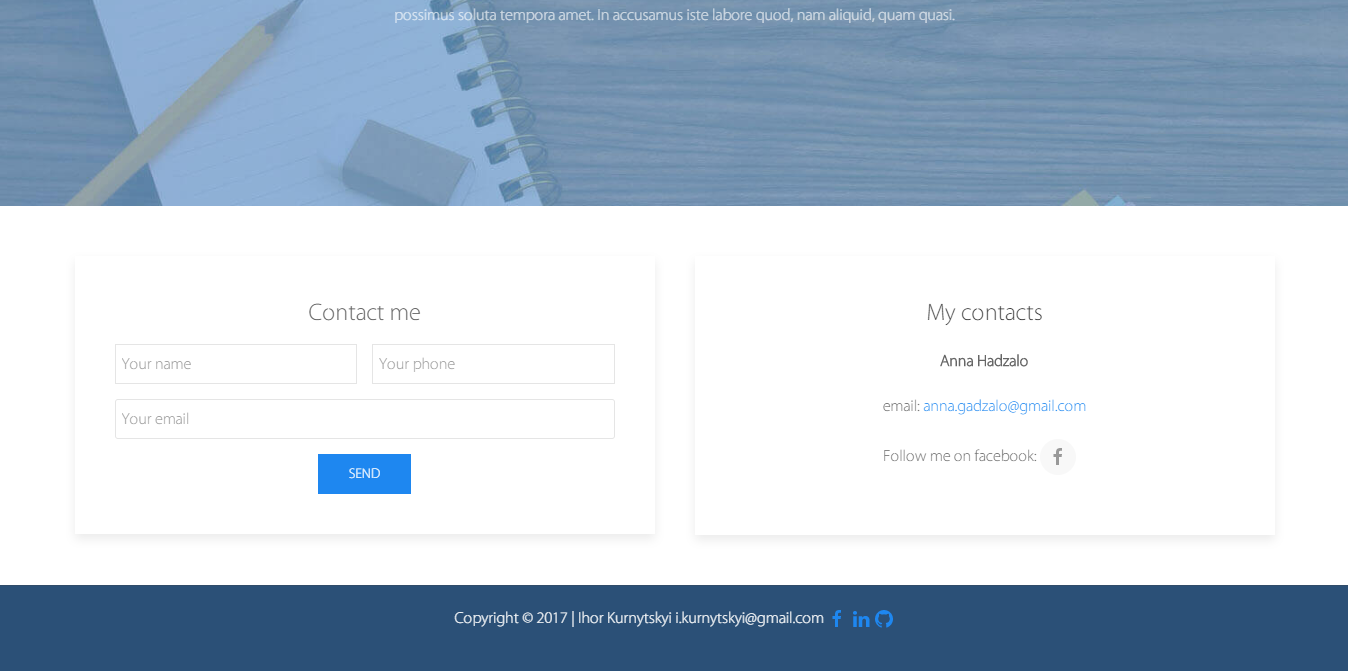 possimus soluta tempora amet. In accusamus iste labore quod, nam aliquid, quam quasi.
Contact me
Your name
Your phone
Your email
SEND
My contacts
Anna Hadzalo
email: anna.gadzalo@gmail.com
Follow me on facebook:
Copyright © 2017 | Ihor Kurnytskyi i.kurnytskyi@gmail.com